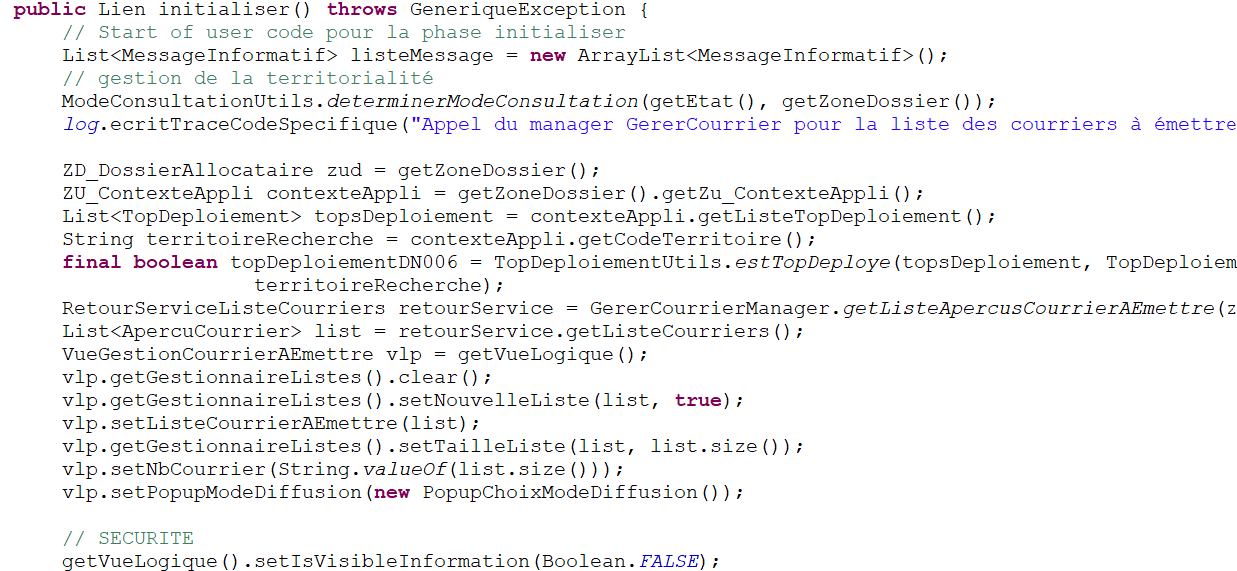 public Lien initialiser() throws GeneriqueException {
// Start of user code pour la phase initialiser
List<MessageInformatif> listeMessage = new ArrayList<MessageInformatif>();
// gestion de la territorialité
ModeConsultationUtils.determinerModeConsultation(getEtat(), getZoneDossier());
log.ecritTraceCodeSpecifique("Appel du manager GererCourrier pour la liste des courriers à émettre
ZD_DossierAllocataire zud = getZoneDossier();
ZU_ContexteAppli contexteAppli = getZoneDossier().getZu_ContexteAppli();
List<TopDeploiement> topsDeploiement = contexteAppli.getListeTopDeploiement();
String territoireRecherche = contexteAppli.getCodeTerritoire();
final boolean topDeploiementDN006 = TopDeploiementUtils.estTopDeploye(topsDeploiement, TopDeploiem
territoireRecherche);
RetourServiceListeCourriers retourService = GererCourrierManager.getListeApercusCourrierAEmettre(z
List<ApercuCourrier> list = retourService.getListeCourriers();
VueGestionCourrierAEmettre vlp = getVueLogique();
vlp.getGestionnaireListes().clear();
vlp.getGestionnaireListes().setNouvelleListe(list, true);
vlp.setListeCourrierAEmettre(list);
vlp.getGestionnaireListes().setTailleListe(list, list.size());
vlp.setNbCourrier(String.valueOf(list.size()));
vlp.setPopupModeDiffusion(new PopupChoixModeDiffusion());
// SECURITE
getVueLogique().setIsVisibleInformation(Boolean.FALSE);